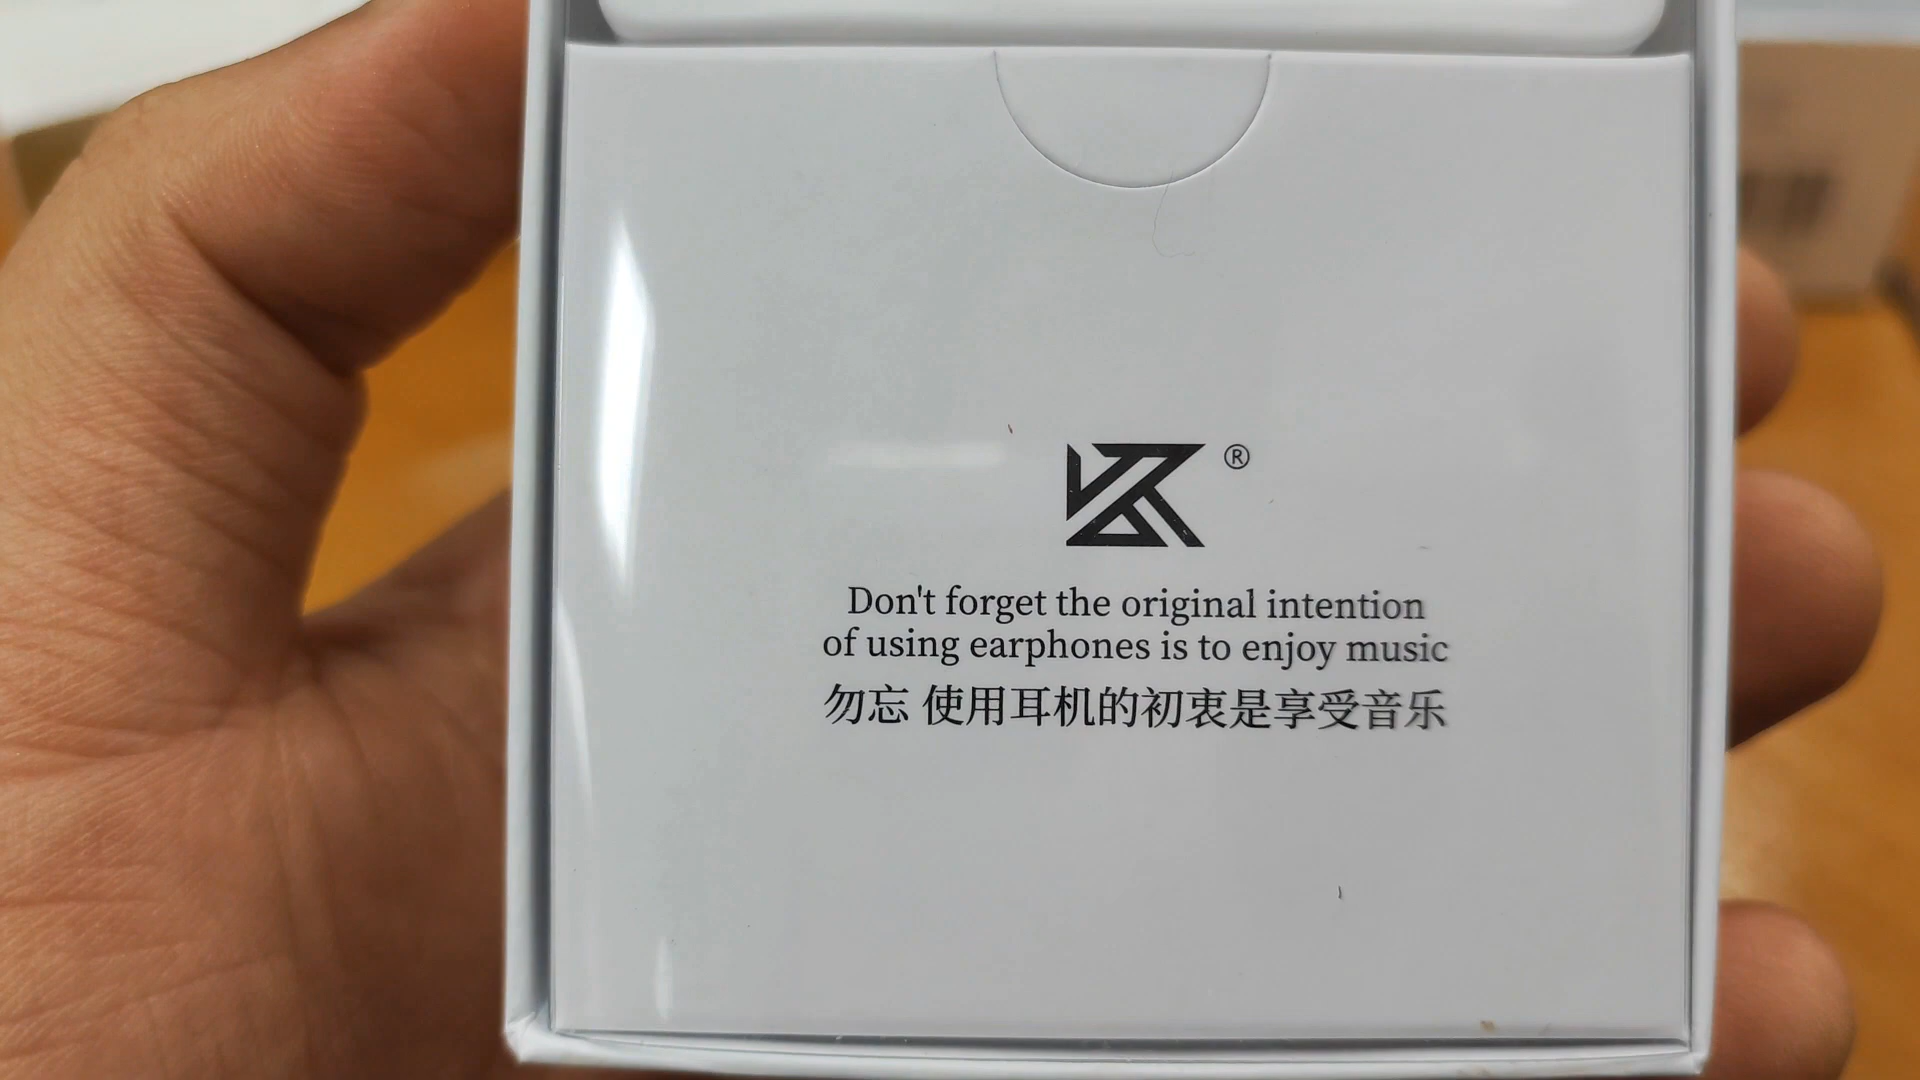 KZ®
Don't forget the original intention
of using earphones is to enjoy music
勿忘 使用耳机的初衷是享受音乐